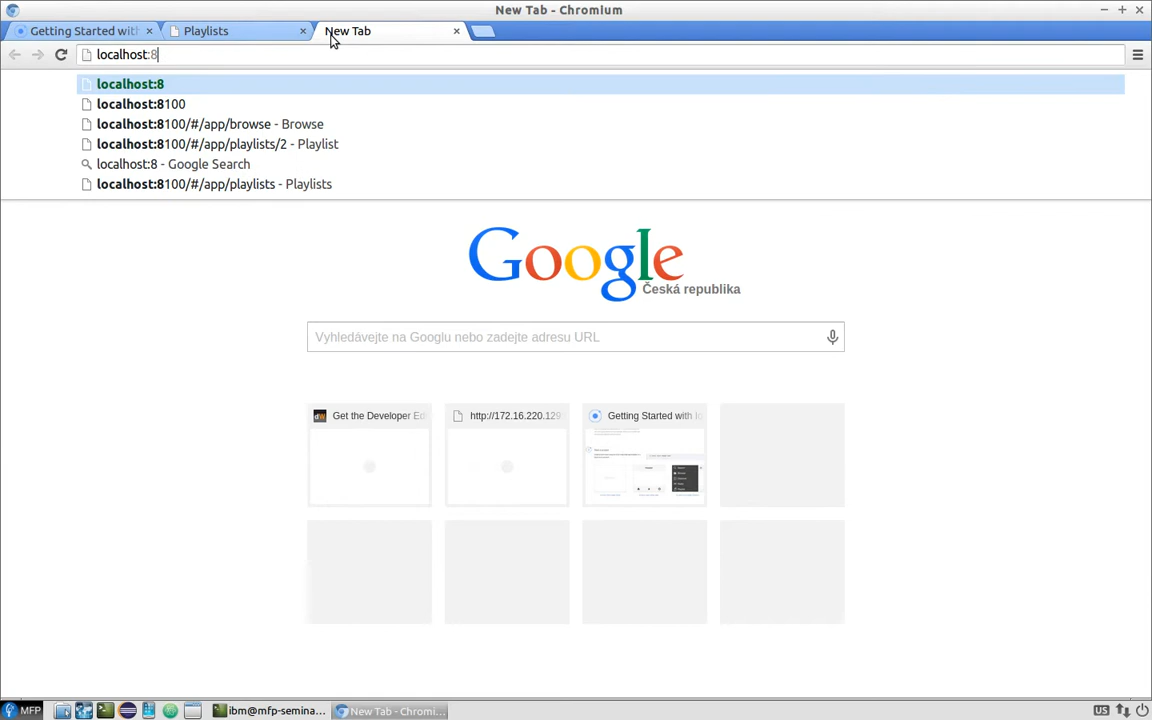 New Tab - Chromium
Getting Started with
Playlists
New Tab
localhost:8
localhost:8
localhost:8100
localhost:8100/#/app/browse - Browse
localhost:8100/#/app/playlists/2 - Playlist
localhost:8 - Google Search
localhost:8100/#/app/playlists - Playlists
Google
Česká republika
Vyhledávejte na Googlu nebo zadejte adresu URL
dW Get the Developer Ed
http://172.16.220.129
Getting Started with Io
MFP
ibm@mfp-semina...
New Tab - Chromi...
US